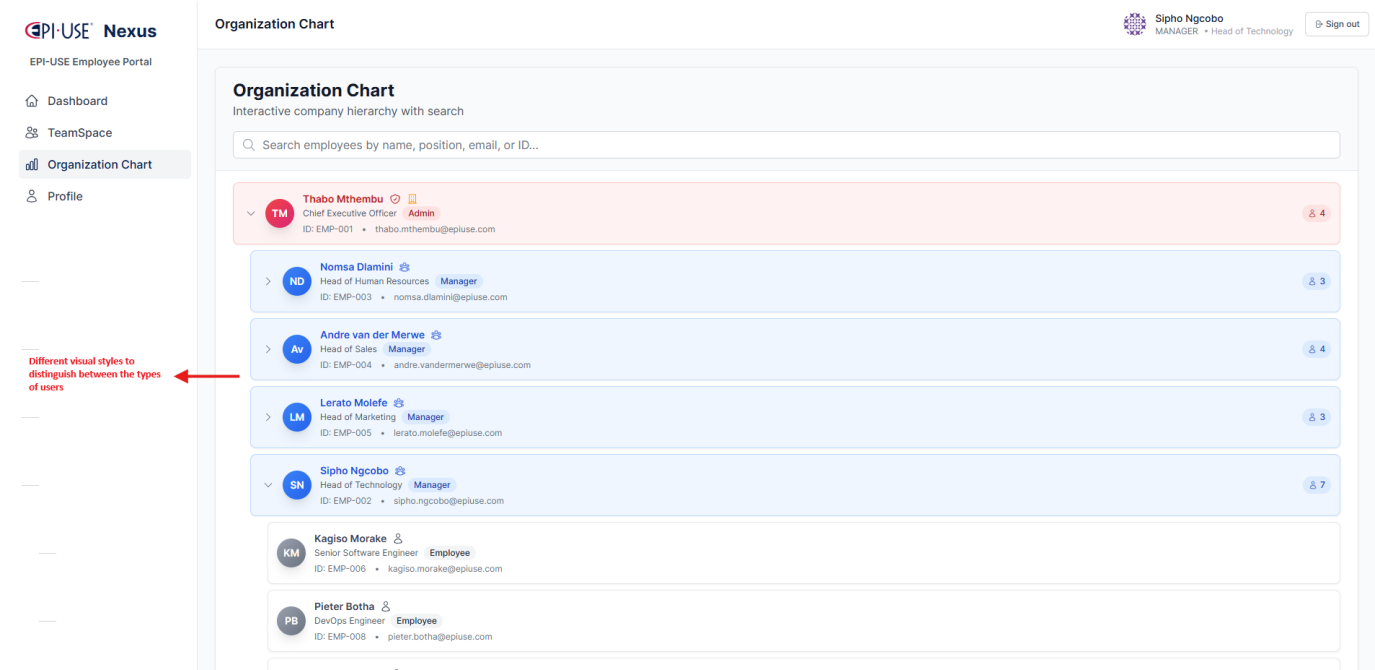 EPI·USE® Nexus
EPI-USE Employee Portal
Dashboard
TeamSpace
Organization Chart
Profile
Different visual styles to
distinguish between the types
of users
Organization Chart
Sipho Ngcobo
MANAGER • Head of Technology
Sign out
Organization Chart
Interactive company hierarchy with search
Search employees by name, position, email, or ID...
TM
Thabo Mthembu
Chief Executive Officer Admin
ID: EMP-001 • thabo.mthembu@epiuse.com
4
ND
Nomsa Dlamini
Head of Human Resources Manager
ID: EMP-003 • nomsa.dlamini@epiuse.com
3
Av
Andre van der Merwe
Head of Sales Manager
ID: EMP-004 • andre.vandermerwe@epiuse.com
4
LM
Lerato Molefe
Head of Marketing Manager
ID: EMP-005 • lerato.molefe@epiuse.com
3
SN
Sipho Ngcobo
Head of Technology Manager
ID: EMP-002 • sipho.ngcobo@epiuse.com
7
KM
Kagiso Morake
Senior Software Engineer Employee
ID: EMP-006 • kagiso.morake@epiuse.com
PB
Pieter Botha
DevOps Engineer Employee
ID: EMP-008 • pieter.botha@epiuse.com